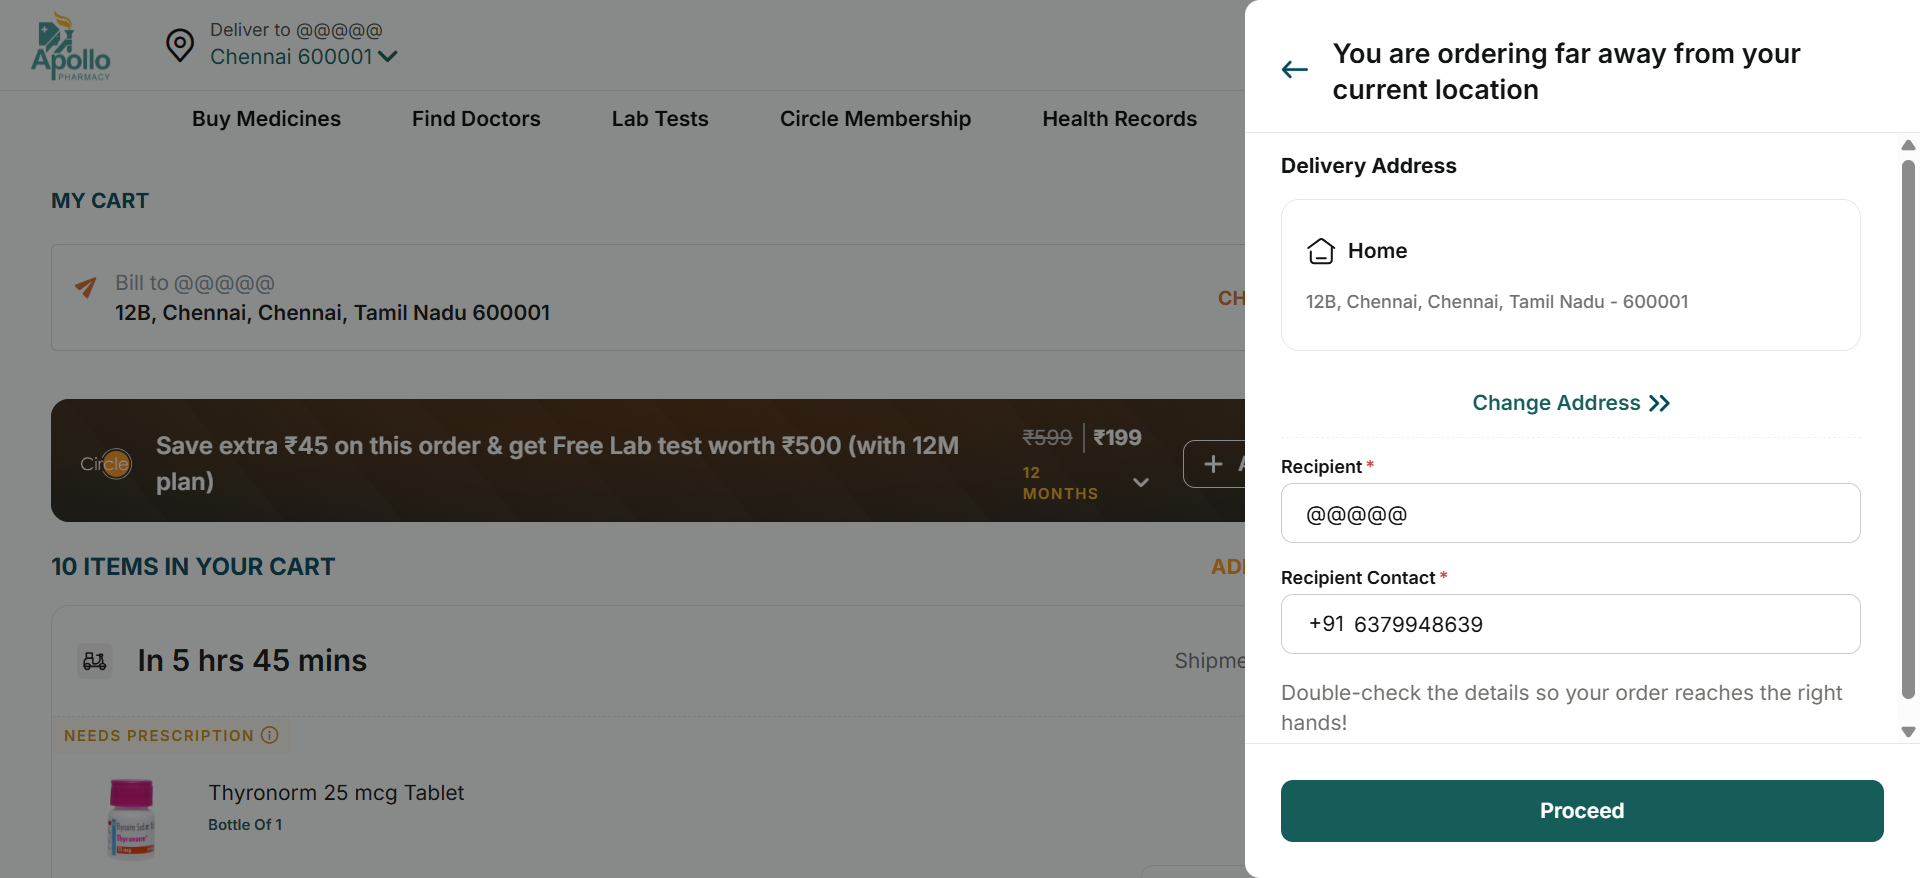 Apollo
PHARMACY
Deliver to @@@@@
Chennai 600001
Buy Medicines
Find Doctors
Lab Tests
Circle Membership
Health Records
MY CART
Bill to @@@@@
12B, Chennai, Chennai, Tamil Nadu 600001
CH
Circle
Save extra ₹45 on this order & get Free Lab test worth ₹500 (with 12M
plan)
₹599 ₹199
12
MONTHS
+ A
10 ITEMS IN YOUR CART
ADD
In 5 hrs 45 mins
Shipme
NEEDS PRESCRIPTION
Thyronorm 25 mcg Tablet
Bottle Of 1
Thyronorm
You are ordering far away from your
current location
Delivery Address
Home
12B, Chennai, Chennai, Tamil Nadu - 600001
Change Address
Recipient *
@@@@@
Recipient Contact *
+91 6379948639
Double-check the details so your order reaches the right
hands!
Proceed